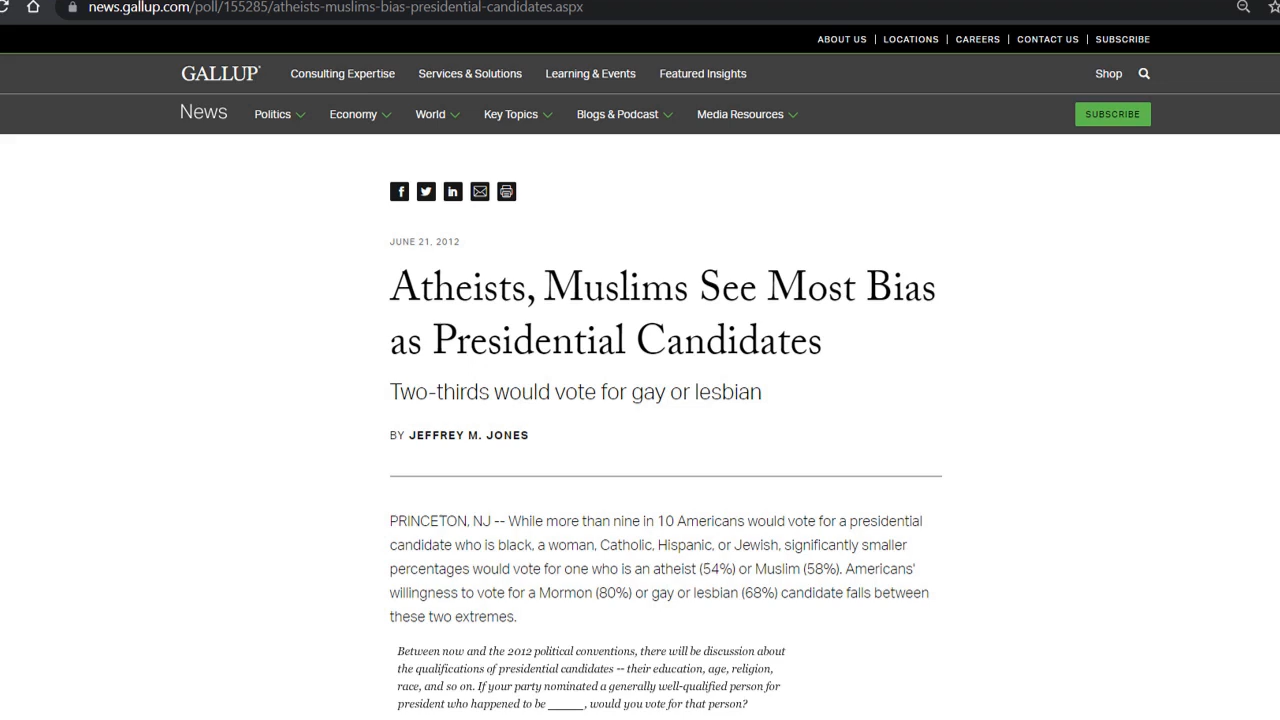 news.gallup.com/poll/155285/atheists-muslims-bias-presidential-candidates.aspx
ABOUT US | LOCATIONS | CAREERS | CONTACT US | SUBSCRIBE
GALLUP® Consulting Expertise Services & Solutions Learning & Events Featured Insights Shop
News Politics Economy World Key Topics Blogs & Podcast Media Resources SUBSCRIBE
JUNE 21, 2012
Atheists, Muslims See Most Bias
as Presidential Candidates
Two-thirds would vote for gay or lesbian
BY JEFFREY M. JONES
PRINCETON, NJ -- While more than nine in 10 Americans would vote for a presidential
candidate who is black, a woman, Catholic, Hispanic, or Jewish, significantly smaller
percentages would vote for one who is an atheist (54%) or Muslim (58%). Americans'
willingness to vote for a Mormon (80%) or gay or lesbian (68%) candidate falls between
these two extremes.
Between now and the 2012 political conventions, there will be discussion about
the qualifications of presidential candidates -- their education, age, religion,
race, and so on. If your party nominated a generally well-qualified person for
president who happened to be _____, would you vote for that person?